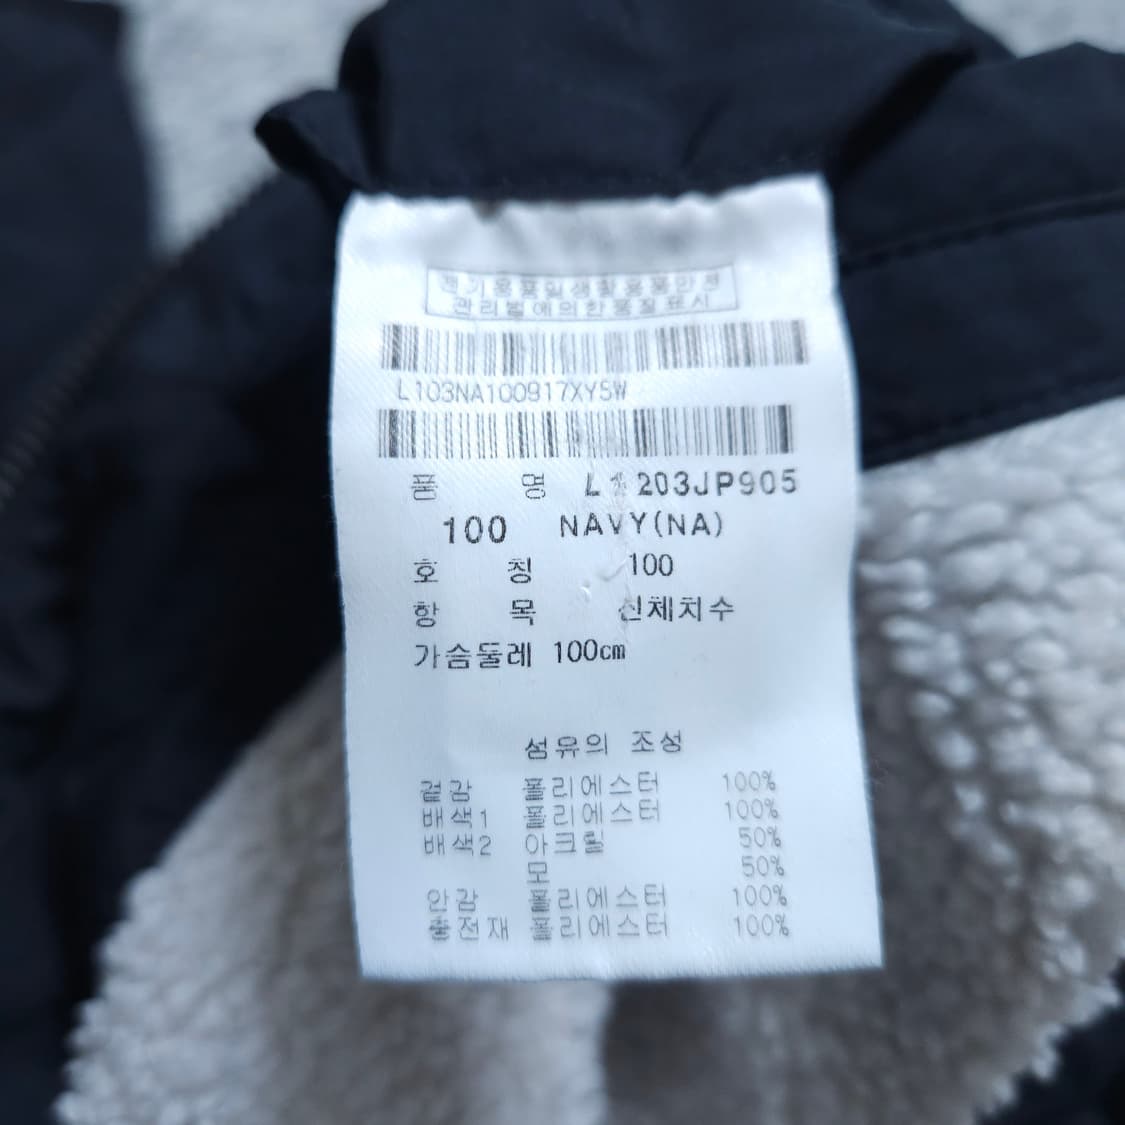 전기용품및생활용품안전
관리법에의한품질표시
L103NA100917XYSW
품 명 L1203JP905
100 NAVY(NA)
호 칭 100
항 목 신체치수
가슴둘레 100cm
섬유의 조성
겉감 폴리에스터 100%
배색1 폴리에스터 100%
배색2 아크릴 50%
모 50%
안감 폴리에스터 100%
충전재 폴리에스터 100%